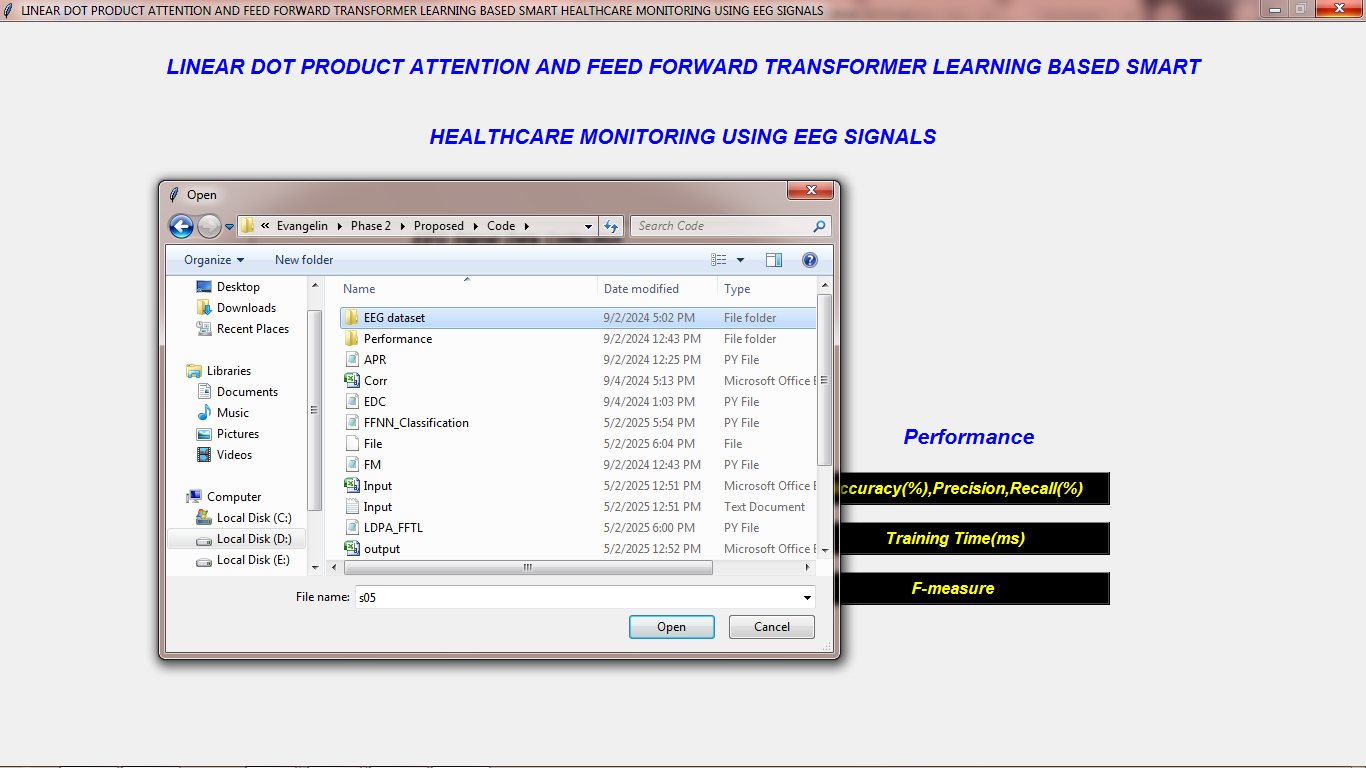 LINEAR DOT PRODUCT ATTENTION AND FEED FORWARD TRANSFORMER LEARNING BASED SMART HEALTHCARE MONITORING USING EEG SIGNALS
LINEAR DOT PRODUCT ATTENTION AND FEED FORWARD TRANSFORMER LEARNING BASED SMART
HEALTHCARE MONITORING USING EEG SIGNALS
Open
« Evangelin Phase 2 Proposed Code
Search Code
Organize
New folder
Desktop
Downloads
Recent Places
Libraries
Documents
Music
Pictures
Videos
Computer
Local Disk (C:)
Local Disk (D:)
Local Disk (E:)
Name Date modified Type
EEG dataset 9/2/2024 5:02 PM File folder
Performance 9/2/2024 12:43 PM File folder
APR 9/2/2024 12:25 PM PY File
Corr 9/4/2024 5:13 PM Microsoft Office E
EDC 9/4/2024 1:03 PM PY File
FFNN_Classification 5/2/2025 5:54 PM PY File
File 5/2/2025 6:04 PM File
FM 9/2/2024 12:43 PM PY File
Input 5/2/2025 12:51 PM Microsoft Office E
Input 5/2/2025 12:51 PM Text Document
LDPA_FFTL 5/2/2025 6:00 PM PY File
output 5/2/2025 12:52 PM Microsoft Office E
File name: s05
Open
Cancel
Performance
ccuracy(%),Precision,Recall(%)
Training Time(ms)
F-measure